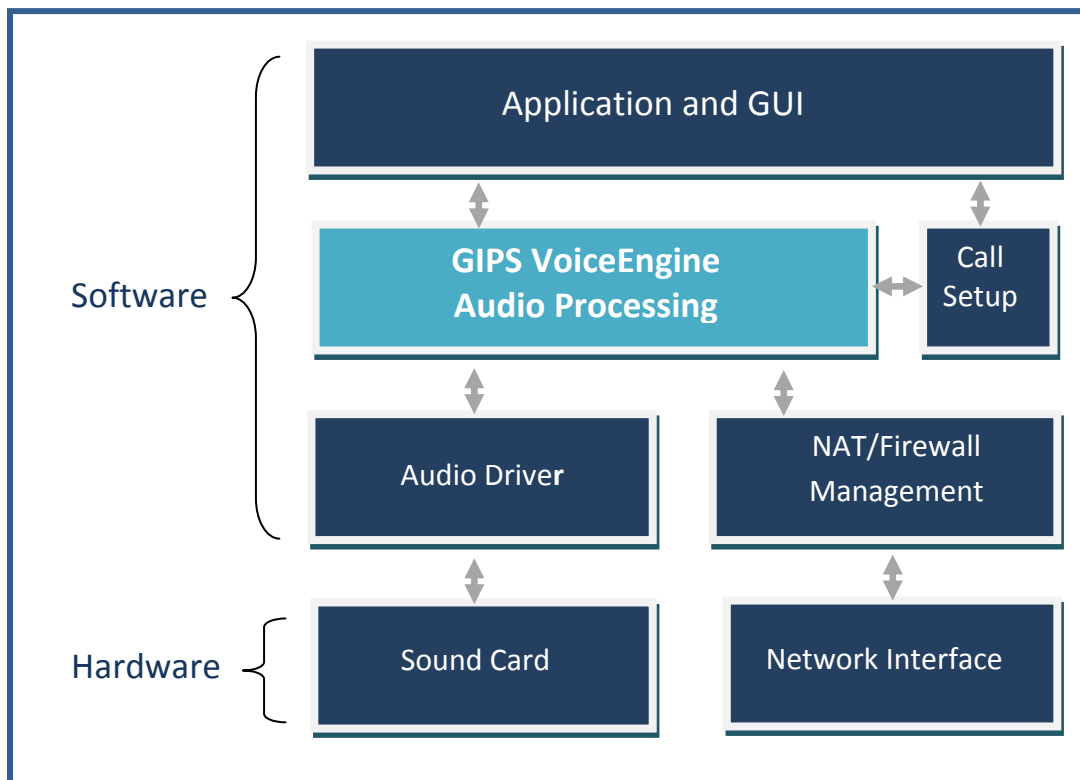 Application and GUI
GIPS VoiceEngine
Audio Processing
Call
Setup
Software
Audio Driver
NAT/Firewall
Management
Hardware
Sound Card
Network Interface